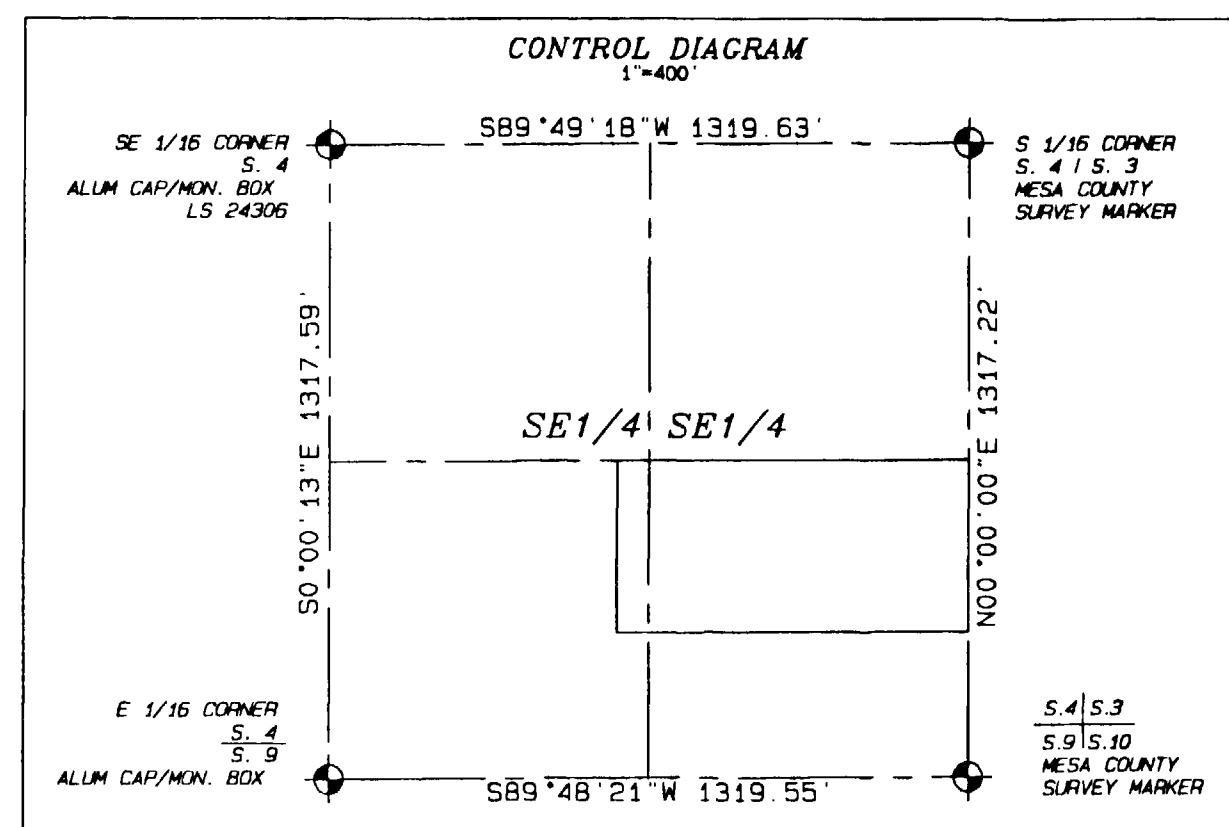 CONTROL DIAGRAM
1"=400'
S89°49'18"W 1319.63'
SE 1/16 CORNER
S. 4
ALUM CAP/MON. BOX
LS 24306
S 1/16 CORNER
S. 4 | S. 3
MESA COUNTY
SURVEY MARKER
S0°00'13"E 1317.59'
N00°00'00"E 1317.22'
SE1/4 SE1/4
E 1/16 CORNER
S. 4
S. 9
ALUM CAP/MON. BOX
S.4 S.3
S.9 S.10
MESA COUNTY
SURVEY MARKER
S89°48'21"W 1319.55'